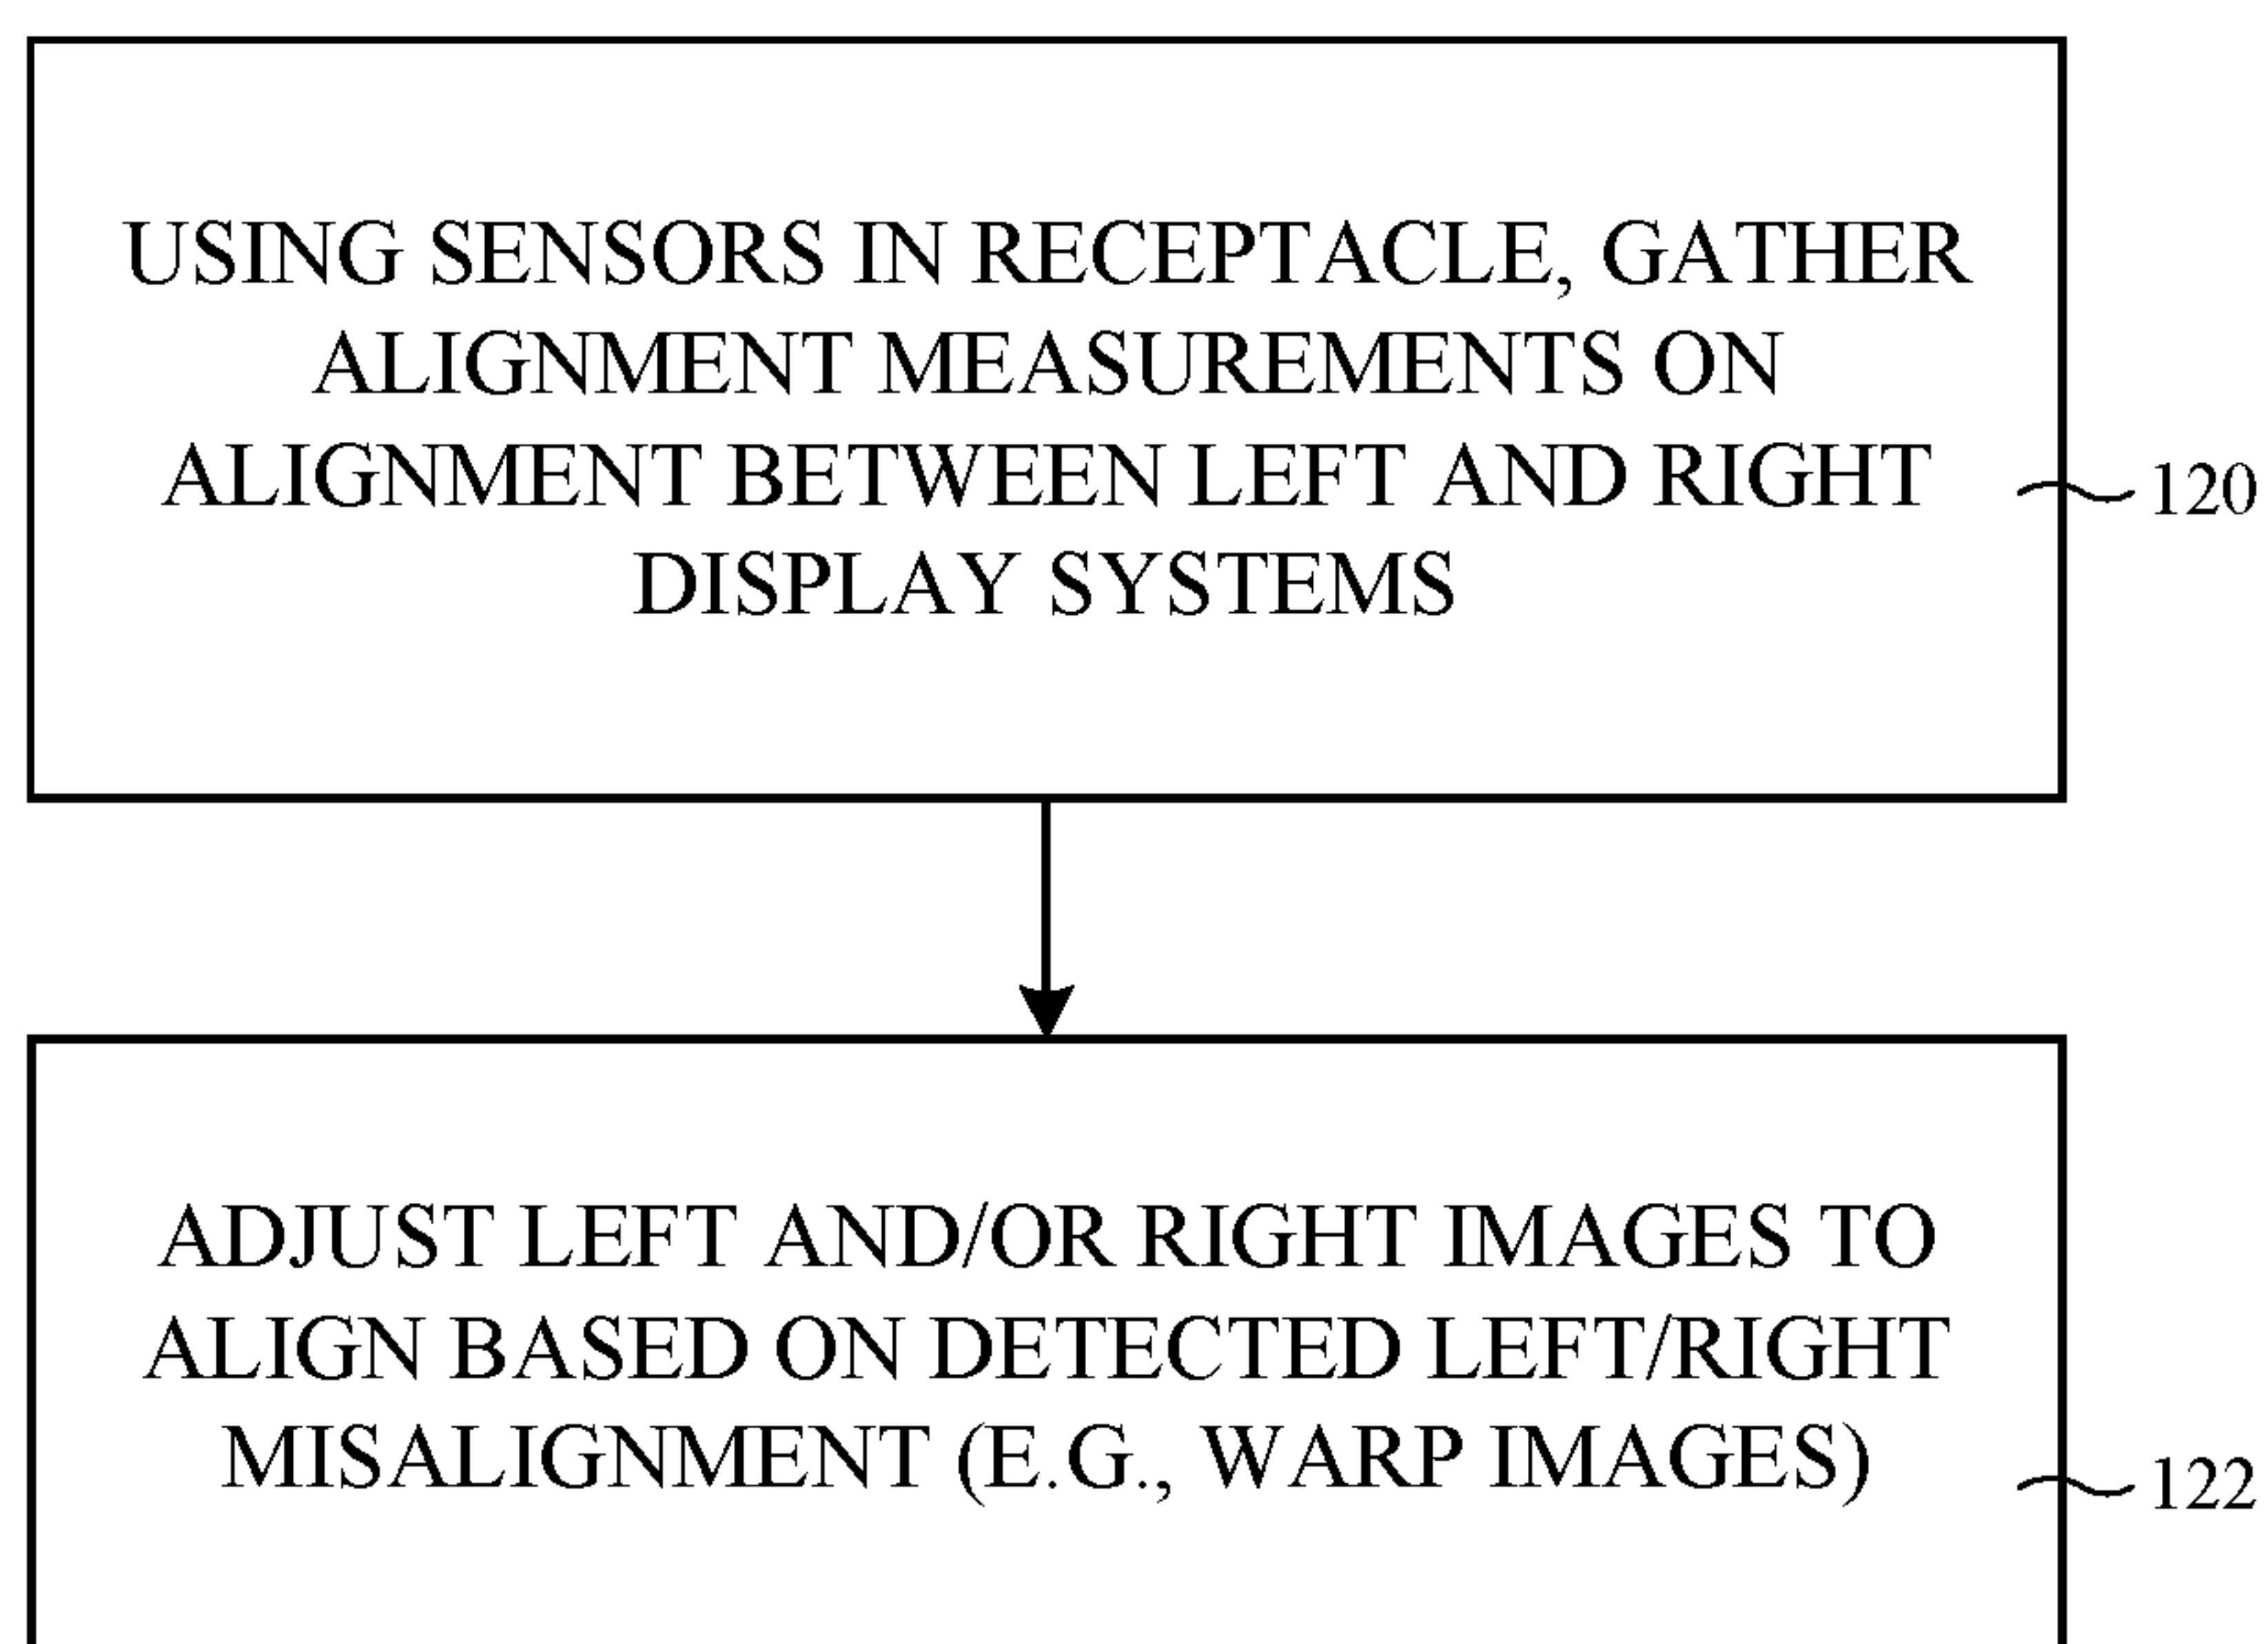 USING SENSORS IN RECEPTACLE, GATHER
ALIGNMENT MEASUREMENTS ON
ALIGNMENT BETWEEN LEFT AND RIGHT
DISPLAY SYSTEMS
120
ADJUST LEFT AND/OR RIGHT IMAGES TO
ALIGN BASED ON DETECTED LEFT/RIGHT
MISALIGNMENT (E.G., WARP IMAGES)
122